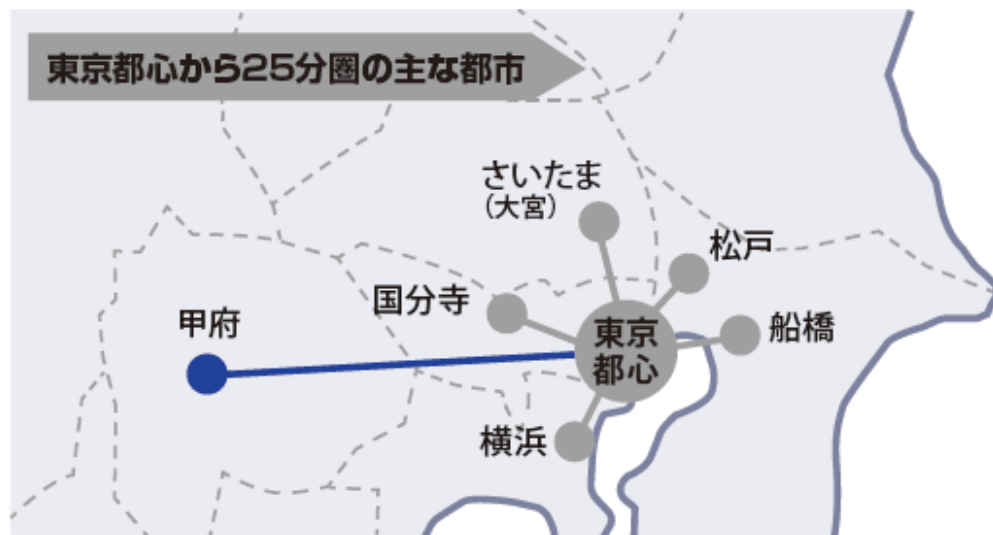 東京都心から25分圏の主な都市
さいたま
（大宮）
松戸
国分寺
甲府
東京
都心
船橋
横浜